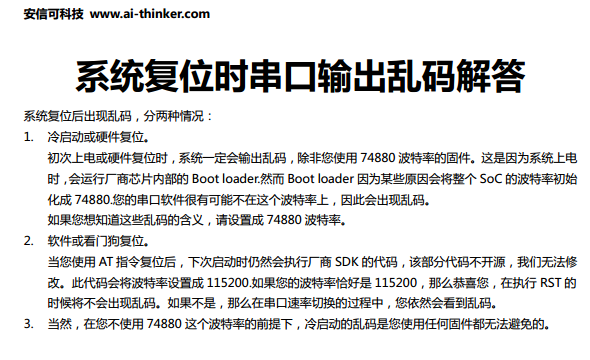 安信可科技 www.ai-thinker.com
系统复位时串口输出乱码解答
系统复位后出现乱码，分两种情况：
1. 冷启动或硬件复位。
初次上电或硬件复位时，系统一定会输出乱码，除非您使用 74880 波特率的固件。这是因为系统上电
时，会运行厂商芯片内部的 Boot loader.然而 Boot loader 因为某些原因会将整个 SoC 的波特率初始
化成 74880.您的串口软件很有可能不在这个波特率上，因此会出现乱码。
如果您想知道这些乱码的含义，请设置成 74880 波特率。
2. 软件或看门狗复位。
当您使用 AT 指令复位后，下次启动时仍然会执行厂商 SDK 的代码，该部分代码不开源，我们无法修
改。此代码会将波特率设置成 115200.如果您的波特率恰好是 115200，那么恭喜您，在执行 RST 的
时候将不会出现乱码。如果不是，那么在串口速率切换的过程中，您依然会看到乱码。
3. 当然，在您不使用 74880 这个波特率的前提下，冷启动的乱码是您使用任何固件都无法避免的。